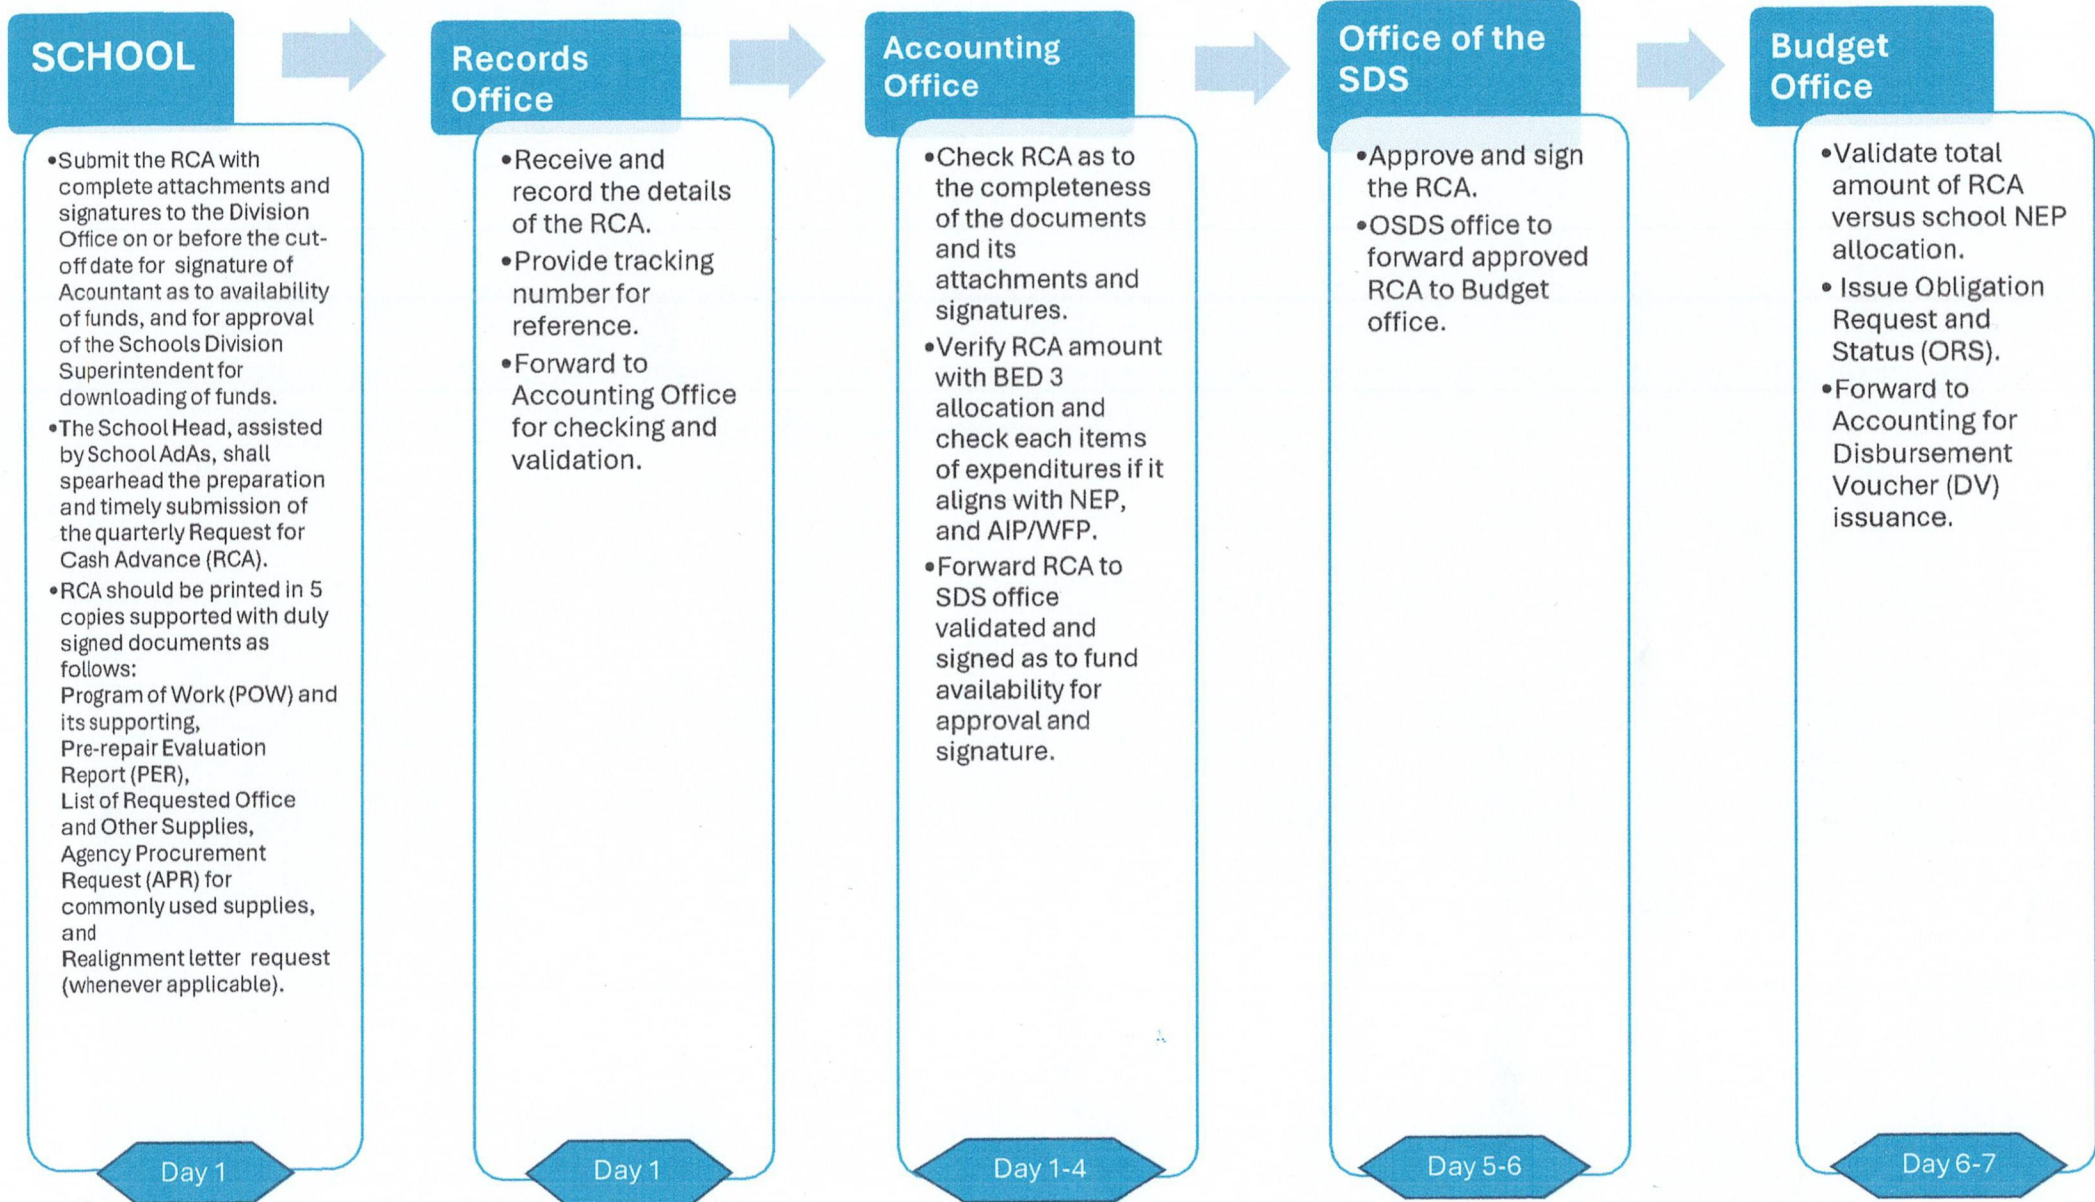 SCHOOL
•Submit the RCA with
complete attachments and
signatures to the Division
Office on or before the cut-
off date for signature of
Acountant as to availability
of funds, and for approval
of the Schools Division
Superintendent for
downloading of funds.
•The School Head, assisted
by School AdAs, shall
spearhead the preparation
and timely submission of
the quarterly Request for
Cash Advance (RCA).
•RCA should be printed in 5
copies supported with duly
signed documents as
follows:
Program of Work (POW) and
its supporting,
Pre-repair Evaluation
Report (PER),
List of Requested Office
and Other Supplies,
Agency Procurement
Request (APR) for
commonly used supplies,
and
Realignment letter request
(whenever applicable).
Day 1
Records
Office
•Receive and
record the details
of the RCA.
•Provide tracking
number for
reference.
•Forward to
Accounting Office
for checking and
validation.
Day 1
Accounting
Office
•Check RCA as to
the completeness
of the documents
and its
attachments and
signatures.
•Verify RCA amount
with BED 3
allocation and
check each items
of expenditures if it
aligns with NEP,
and AIP/WFP.
•Forward RCA to
SDS office
validated and
signed as to fund
availability for
approval and
signature.
Day 1-4
Office of the
SDS
•Approve and sign
the RCA.
•OSDS office to
forward approved
RCA to Budget
office.
Day 5-6
Budget
Office
•Validate total
amount of RCA
versus school NEP
allocation.
• Issue Obligation
Request and
Status (ORS).
•Forward to
Accounting for
Disbursement
Voucher (DV)
issuance.
Day 6-7